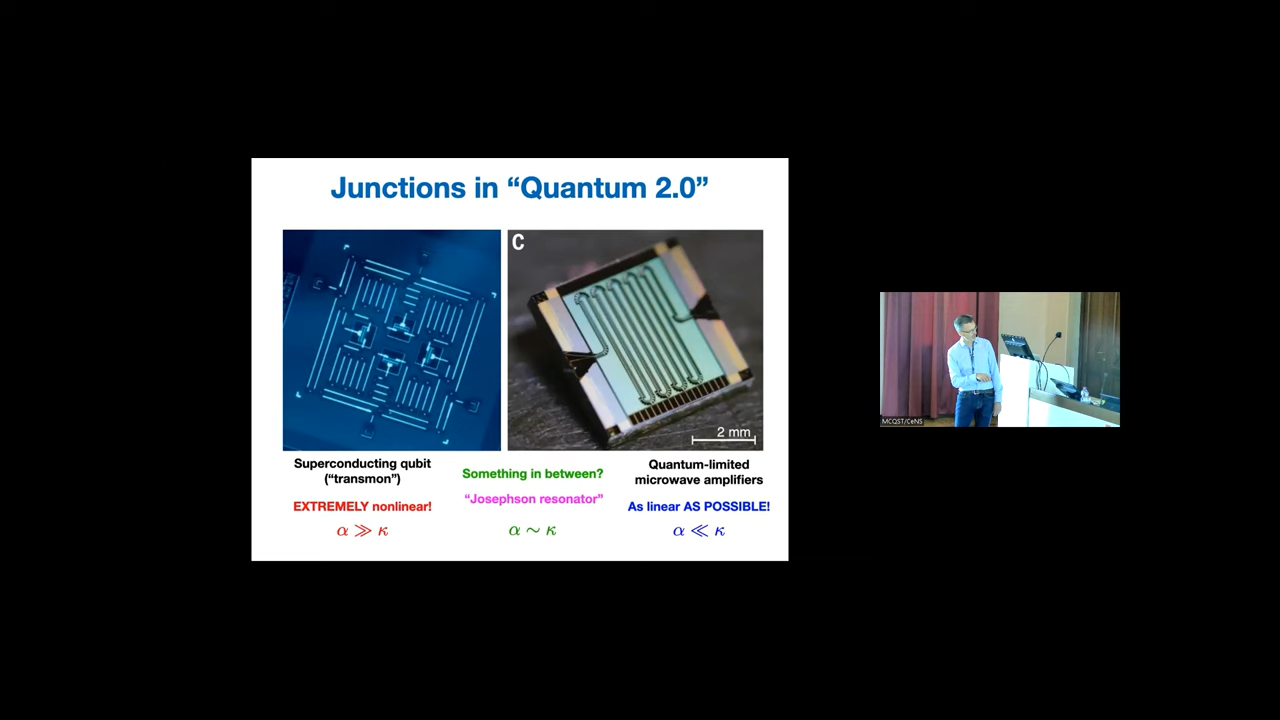 Junctions in “Quantum 2.0”
C
2 mm
Superconducting qubit
(“transmon”)
EXTREMELY nonlinear!
α ≫ κ
Something in between?
“Josephson resonator”
α ∼ κ
Quantum-limited
microwave amplifiers
As linear AS POSSIBLE!
α ≪ κ
MCQST/CeNS